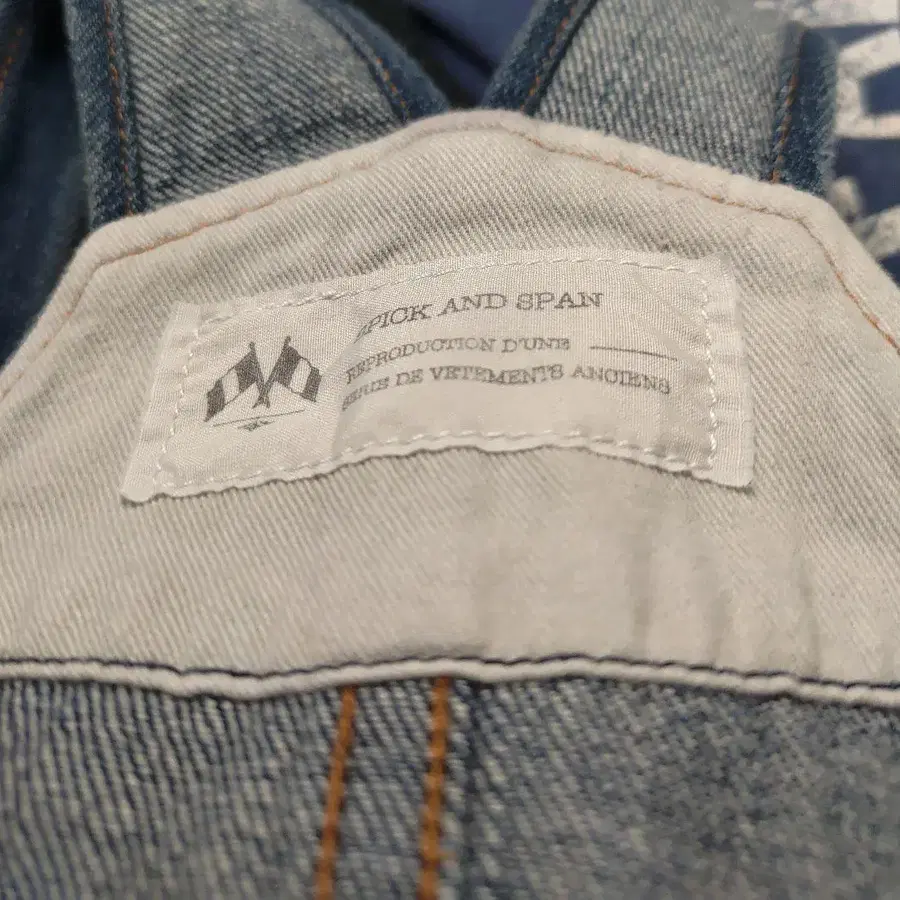 SPICK AND SPAN
REPRODUCTION D'UNE
SERIE DE VETEMENTS ANCIENS